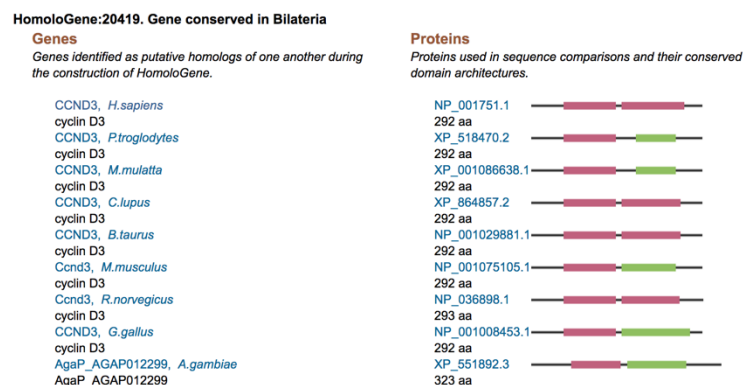 HomoloGene:20419. Gene conserved in Bilateria
Genes
Genes identified as putative homologs of one another during
the construction of HomoloGene.
Proteins
Proteins used in sequence comparisons and their conserved
domain architectures.
CCND3, H.sapiens
cyclin D3
NP_001751.1
292 aa
CCND3, P.troglodytes
cyclin D3
XP_518470.2
292 aa
CCND3, M.mulatta
cyclin D3
XP_001086638.1
292 aa
CCND3, C.lupus
cyclin D3
XP_864857.2
292 aa
CCND3, B.taurus
cyclin D3
NP_001029881.1
292 aa
Ccnd3, M.musculus
cyclin D3
NP_001075105.1
292 aa
Ccnd3, R.norvegicus
cyclin D3
NP_036898.1
293 aa
CCND3, G.gallus
cyclin D3
NP_001008453.1
292 aa
AgaP_AGAP012299, A.gambiae
AgaP_AGAP012299
XP_551892.3
323 aa